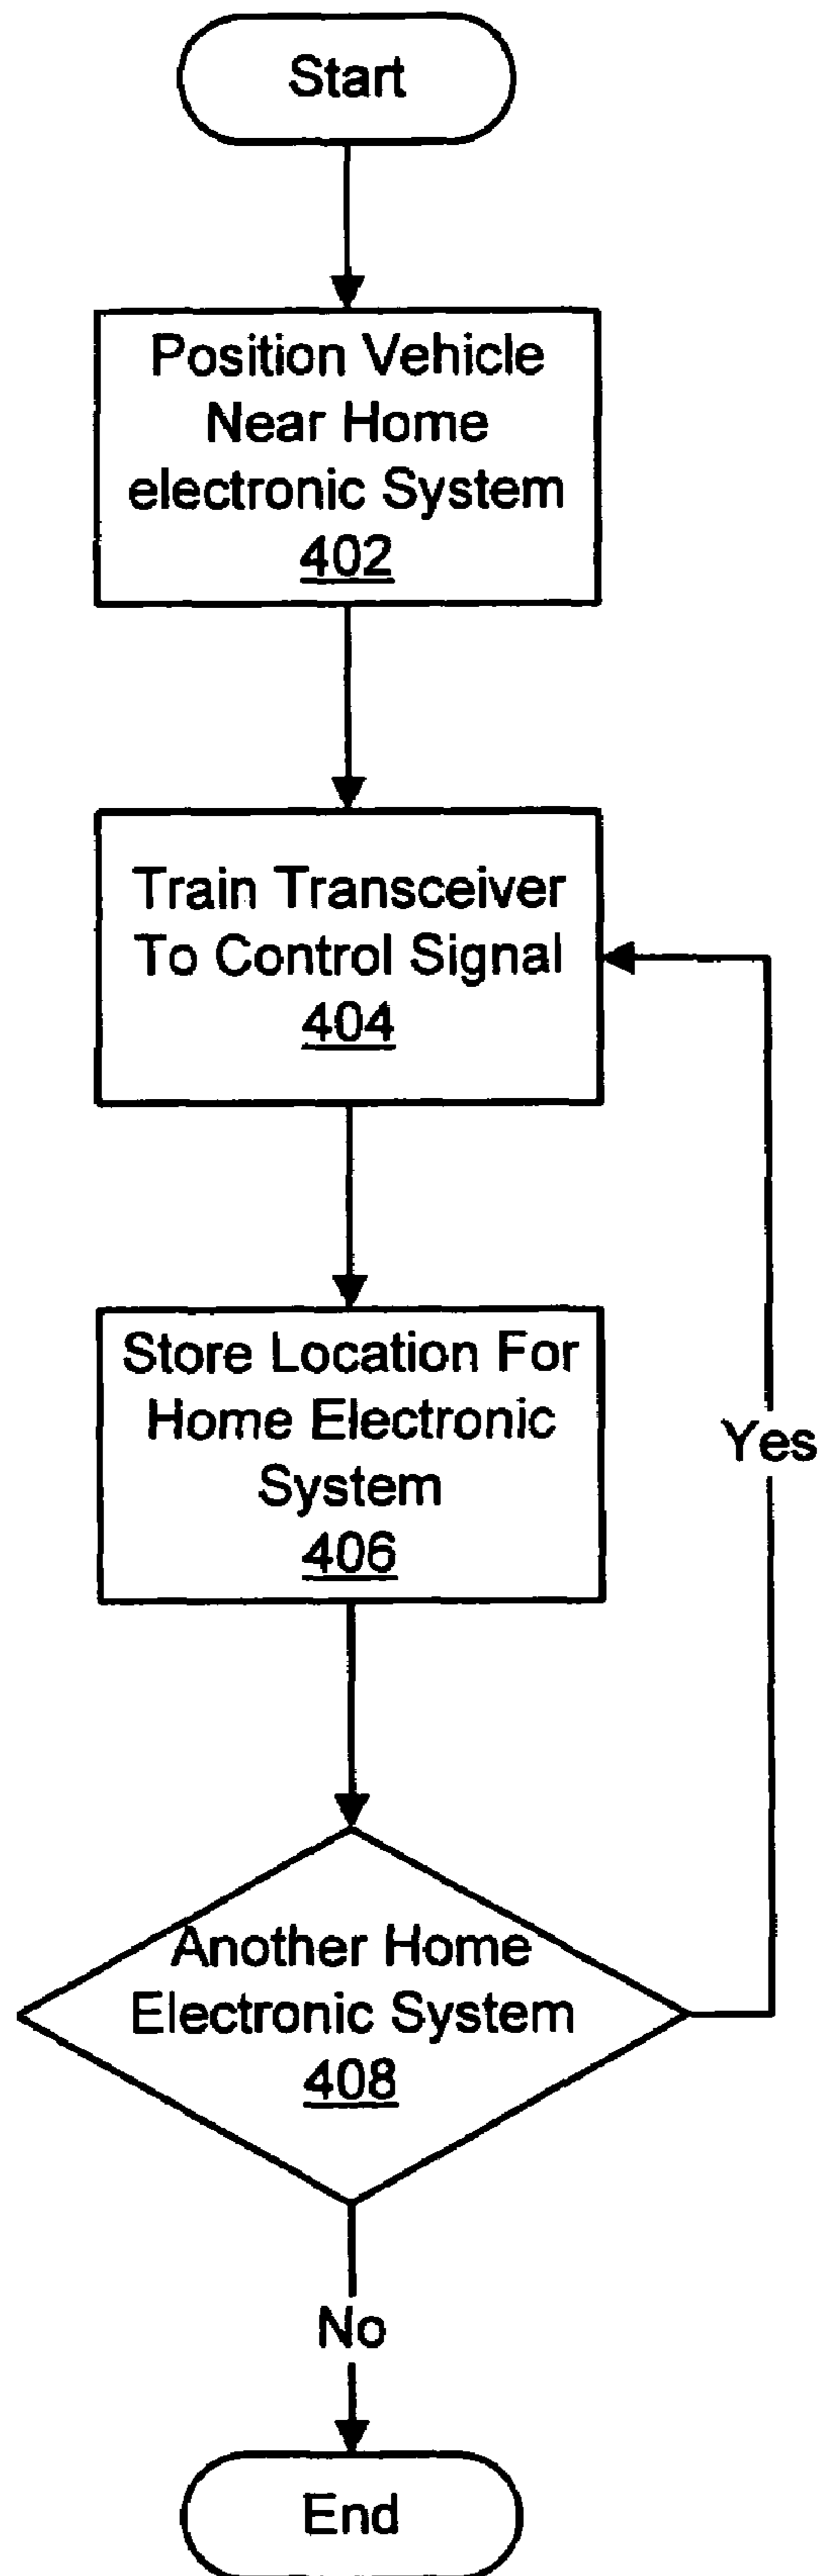 Start
Position Vehicle
Near Home
electronic System
402
Train Transceiver
To Control Signal
404
Store Location For
Home Electronic
System
406
Yes
Another Home
Electronic System
408
No
End